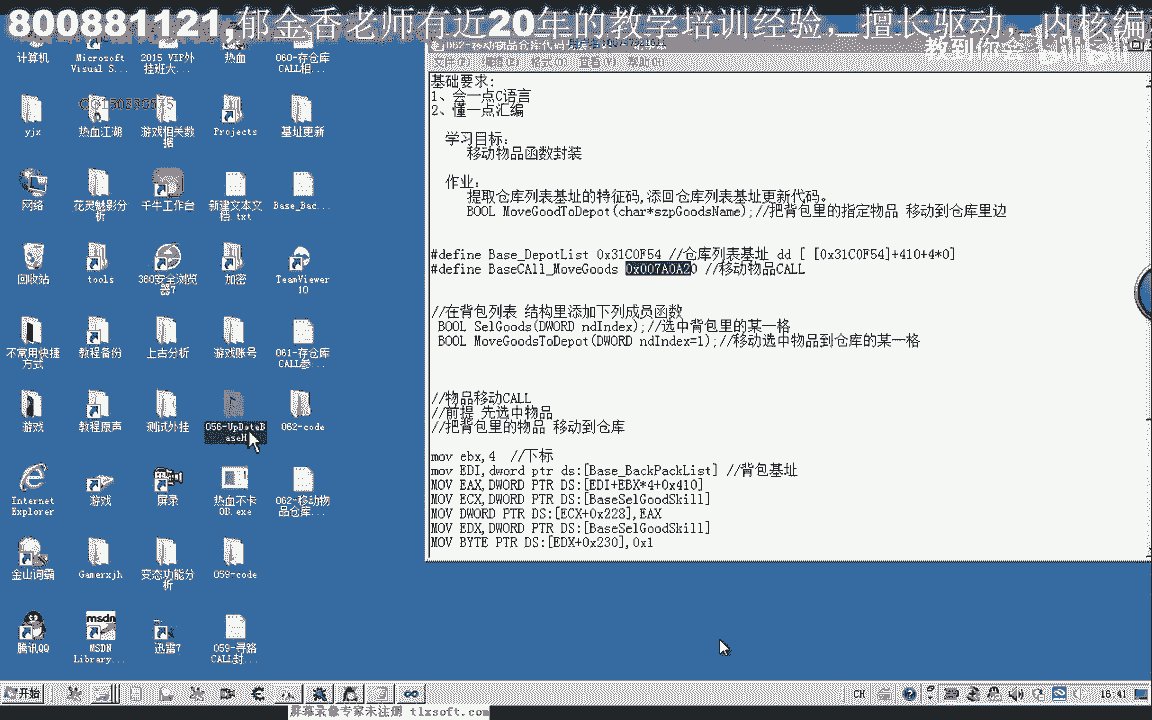 800881121,郁金香老师有近20年的教学培训经验，擅长驱动，内核编
教到你会
文件(F) 编辑(E) 格式(O) 查看(V) 帮助(H)
基础要求:
1、会一点C语言
2、懂一点汇编
学习目标:
移动物品函数封装
作业:
提取仓库列表基址的特征码,添回仓库列表基址更新代码。
BOOL MoveGoodToDepot(char*szpGoodsName);//把背包里的指定物品 移动到仓库里边
#define Base_DepotList 0x31C0F54 //仓库列表基址 dd [ [0x31C0F54]+410+4*0]
#define BaseCAll_MoveGoods 0x007A0A20 //移动物品CALL
//在背包列表 结构里添加下列成员函数
BOOL SelGoods(DWORD ndIndex);//选中背包里的某一格
BOOL MoveGoodsToDepot(DWORD ndIndex=1);//移动选中物品到仓库的某一格
//物品移动CALL
//前提 先选中物品
//把背包里的物品 移动到仓库
mov ebx,4 //下标
mov EDI,dword ptr ds:[Base_BackPackList] //背包基址
MOV EAX,DWORD PTR DS:[EDI+EBX*4+0x410]
MOV ECX,DWORD PTR DS:[BaseSelGoodSkill]
MOV DWORD PTR DS:[ECX+0x228],EAX
MOV EDX,DWORD PTR DS:[BaseSelGoodSkill]
MOV BYTE PTR DS:[EDX+0x230],0x1
计算机
Microsoft
Visual S...
2015 VIP外
挂班大...
热血
060-存仓库
CALL相...
yjx
热血江湖
游戏相关数
据
Projects
基址更新
网络
花灵魅影分
析
千牛工作台
新建文本文
档.txt
Base_Bac...
回收站
tools
360安全浏览
器7
加密
TeamViewer
10
不常用快捷
方式
教程备份
上古分析
游戏账号
061-存仓库
CALL参...
游戏
教程原声
测试外挂
056-UpDateB
aseH
062-code
Internet
Explorer
游戏
屏录
热血不卡
OD.exe
062-移动物
品仓库...
金山词霸
Gamerxjh
变态功能分
析
059-code
腾讯QQ
MSDN
Library...
迅雷7
059-寻路
CALL封...
开始
CH
16:41
屏幕录像专家未注册 tlxsoft.com